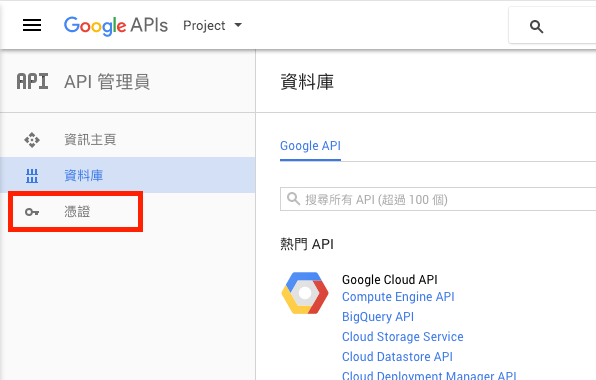 Google APIs Project
API API 管理員
資訊主頁
資料庫
憑證
資料庫
Google API
搜尋所有 API (超過 100 個)
熱門 API
Google Cloud API
Compute Engine API
BigQuery API
Cloud Storage Service
Cloud Datastore API
Cloud Deployment Manager API